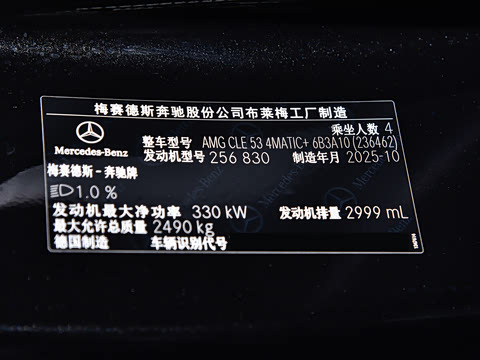 梅赛德斯奔驰股份公司布莱梅工厂制造
乘坐人数 4
整车型号 AMG CLE 53 4MATIC+ 6B3A10 (236462)
Mercedes-Benz
发动机型号 256 830 制造年月 2025-10
梅赛德斯-奔驰牌
1.0 %
发动机最大净功率 330 kW 发动机排量 2999 mL
最大允许总质量 2490 kg
德国制造 车辆识别代号